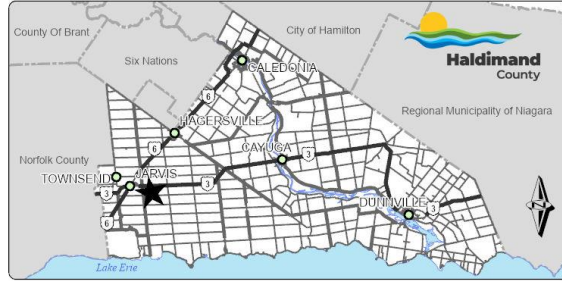 County Of Brant
City of Hamilton
Haldimand
County
Six Nations
CALEDONIA
6
Regional Municipality of Niagara
6
HAGERSVILLE
CAYUGA
3
Norfolk County
TOWNSEND
JARVIS
3
3
DUNNVILLE
3
6
Lake Erie